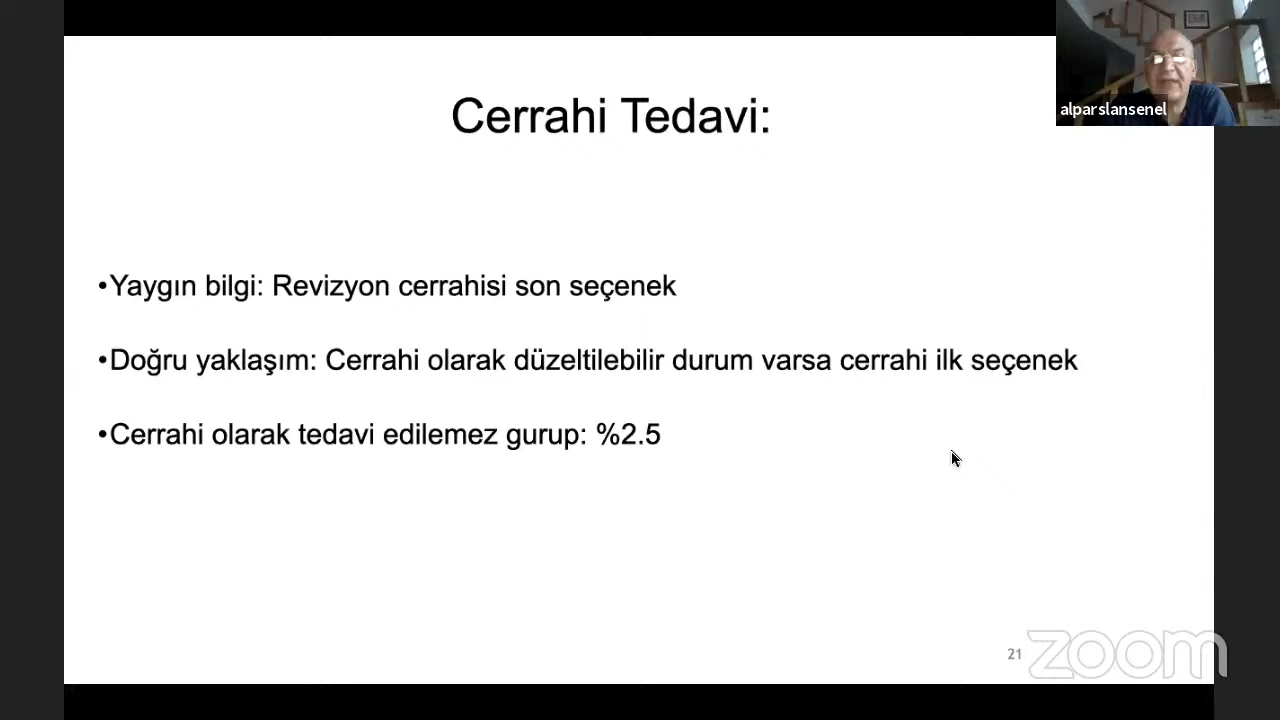 Cerrahi Tedavi:
alparslansenel
•Yaygın bilgi: Revizyon cerrahisi son seçenek
•Doğru yaklaşım: Cerrahi olarak düzeltilebilir durum varsa cerrahi ilk seçenek
•Cerrahi olarak tedavi edilemez gurup: %2.5
21
zoom